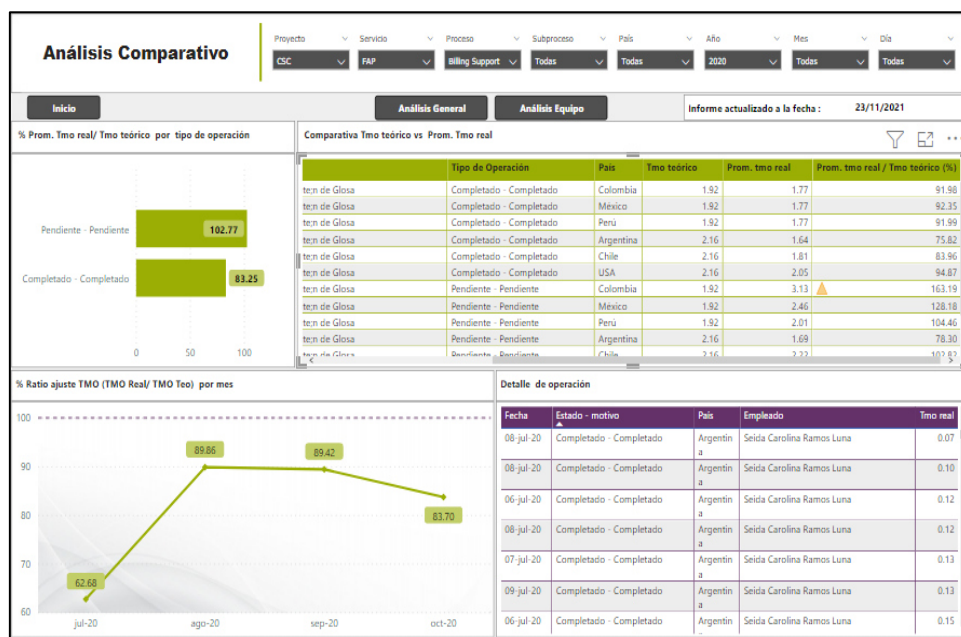 Análisis Comparativo
Proyecto Servicio Proceso Subproceso País Año Mes Día
CSC FAP Billing Support Todas Todas 2020 Todas Todas
Inicio Análisis General Análisis Equipo Informe actualizado a la fecha : 23/11/2021
% Prom. Tmo real/ Tmo teórico por tipo de operación
Pendiente - Pendiente 102.77
Completado - Completado 83.25
0 50 100
Comparativa Tmo teórico vs Prom. Tmo real
Tipo de Operación País Tmo teórico Prom. tmo real Prom. tmo real / Tmo teórico (%)
te;n de Glosa Completado - Completado Colombia 1.92 1.77 91.98
te;n de Glosa Completado - Completado México 1.92 1.77 92.35
te;n de Glosa Completado - Completado Perú 1.92 1.77 91.99
te;n de Glosa Completado - Completado Argentina 2.16 1.64 75.82
te;n de Glosa Completado - Completado Chile 2.16 1.81 83.96
te;n de Glosa Completado - Completado USA 2.16 2.05 94.87
te;n de Glosa Pendiente - Pendiente Colombia 1.92 3.13 163.19
te;n de Glosa Pendiente - Pendiente México 1.92 2.46 128.18
te;n de Glosa Pendiente - Pendiente Perú 1.92 2.01 104.46
te;n de Glosa Pendiente - Pendiente Argentina 2.16 1.69 78.30
te;n de Glosa Pendiente - Pendiente Chile 2.16 2.22 102.82
% Ratio ajuste TMO (TMO Real/ TMO Teo) por mes
100
90
80
70
60
62.68
89.86
89.42
83.70
jul-20 ago-20 sep-20 oct-20
Detalle de operación
Fecha Estado - motivo País Empleado Tmo real
08-jul-20 Completado - Completado Argentin Seida Carolina Ramos Luna 0.07
a
08-jul-20 Completado - Completado Argentin Seida Carolina Ramos Luna 0.10
a
06-jul-20 Completado - Completado Argentin Seida Carolina Ramos Luna 0.12
a
08-jul-20 Completado - Completado Argentin Seida Carolina Ramos Luna 0.12
a
07-jul-20 Completado - Completado Argentin Seida Carolina Ramos Luna 0.13
a
09-jul-20 Completado - Completado Argentin Seida Carolina Ramos Luna 0.13
a
06-jul-20 Completado - Completado Argentin Seida Carolina Ramos Luna 0.15